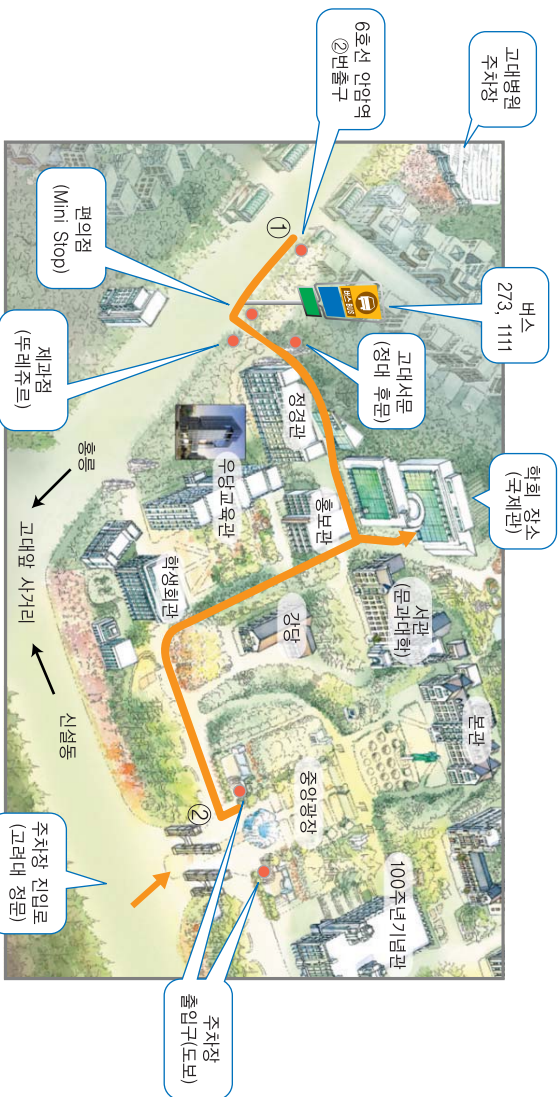 고대병원
주차장
6호선 안암역
②번출구
버스
273, 1111
버스 BUS
①
편의점
(Mini Stop)
제과점
(뚜레쥬르)
고대서문
(정대 후문)
학회 장소
(국제관)
정경관
홍보관
우당교육관
학생회관
강당
서관
(문과대학)
본관
중앙광장
100주년기념관
②
홍릉
고대앞 사거리
신설동
주차장 진입로
(고려대 정문)
주차장
출입구(도보)